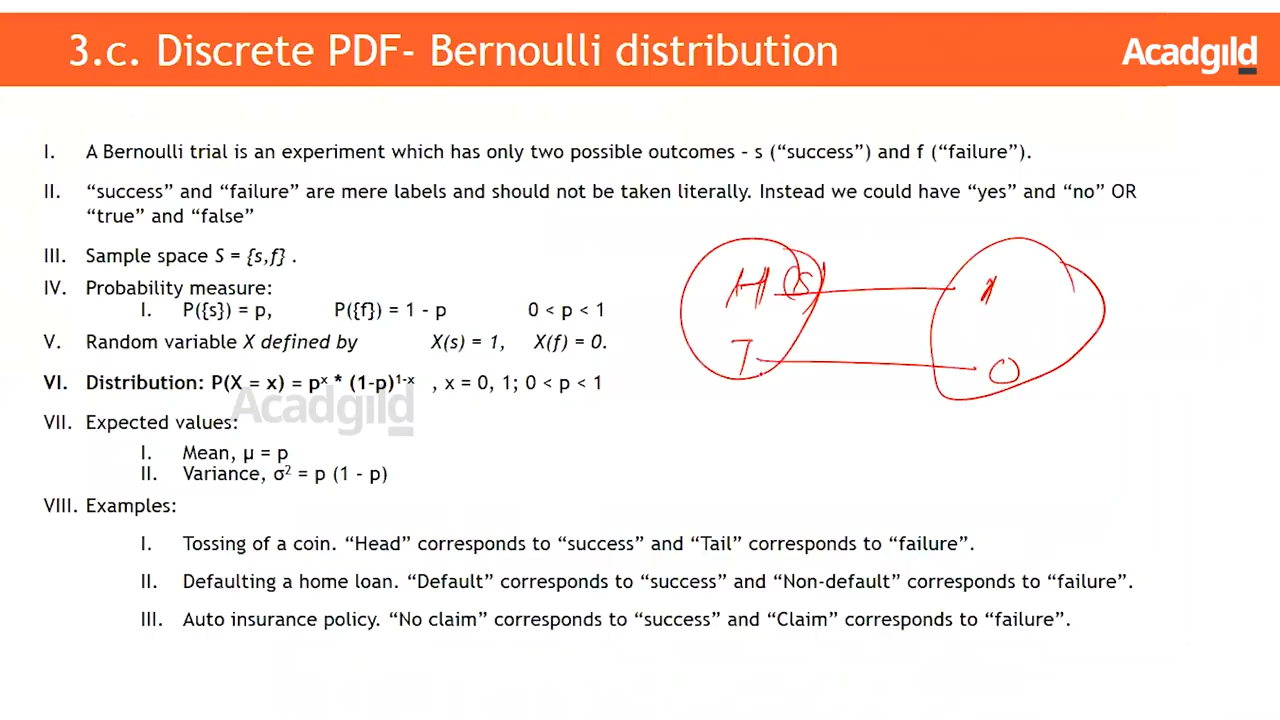 3.c. Discrete PDF- Bernoulli distribution
Acadgild
I. A Bernoulli trial is an experiment which has only two possible outcomes – s (“success”) and f (“failure”).
II. “success” and “failure” are mere labels and should not be taken literally. Instead we could have “yes” and “no” OR
“true” and “false”
III. Sample space S = {s,f} .
IV. Probability measure:
I. P({s}) = p, P({f}) = 1 - p 0 < p < 1
V. Random variable X defined by X(s) = 1, X(f) = 0.
VI. Distribution: P(X = x) = pˣ * (1-p)¹⁻ˣ , x = 0, 1; 0 < p < 1
Acadgild
VII. Expected values:
I. Mean, µ = p
II. Variance, σ² = p (1 - p)
VIII. Examples:
I. Tossing of a coin. “Head” corresponds to “success” and “Tail” corresponds to “failure”.
II. Defaulting a home loan. “Default” corresponds to “success” and “Non-default” corresponds to “failure”.
III. Auto insurance policy. “No claim” corresponds to “success” and “Claim” corresponds to “failure”.
H (s) 1
T 0